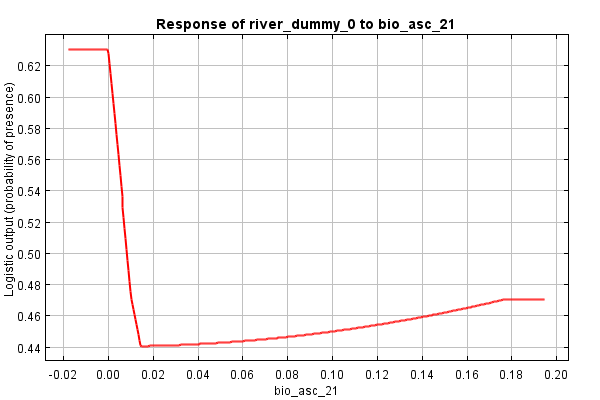 Response of river_dummy_0 to bio_asc_21
Logistic output (probability of presence)
0.62
0.60
0.58
0.56
0.54
0.52
0.50
0.48
0.46
0.44
-0.02 0.00 0.02 0.04 0.06 0.08 0.10 0.12 0.14 0.16 0.18 0.20
bio_asc_21